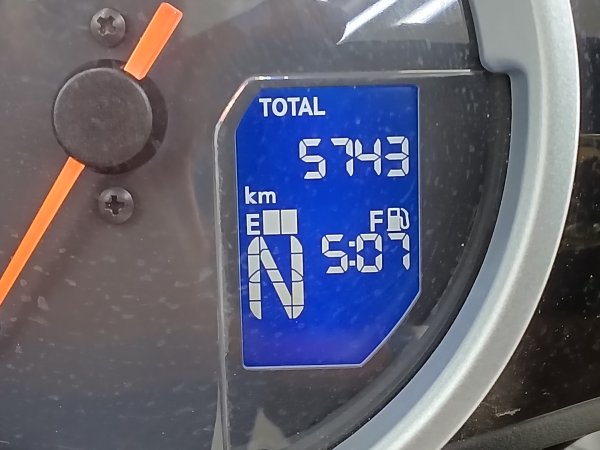 TOTAL
5743
km
E F
N 5:07